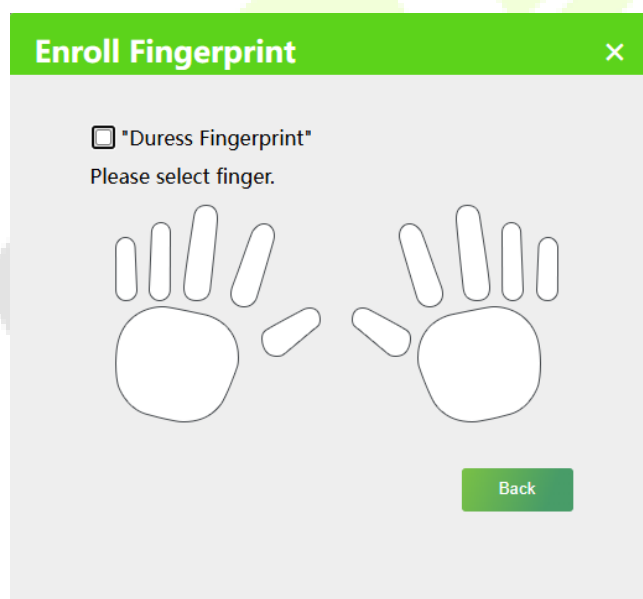 Enroll Fingerprint
"Duress Fingerprint"
Please select finger.
Back